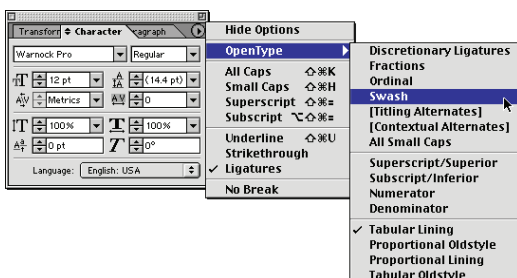 Transform Character Paragraph
Warnock Pro Regular
12 pt (14.4 pt)
Metrics 0
100% 100%
0 pt 0°
Language: English: USA
Hide Options
OpenType
All Caps ⇧⌘K
Small Caps ⇧⌘H
Superscript ⇧⌘=
Subscript ⌥⇧⌘=
Underline ⇧⌘U
Strikethrough
✓ Ligatures
No Break
Discretionary Ligatures
Fractions
Ordinal
Swash
[Titling Alternates]
[Contextual Alternates]
All Small Caps
Superscript/Superior
Subscript/Inferior
Numerator
Denominator
✓ Tabular Lining
Proportional Oldstyle
Proportional Lining
Tabular Oldstyle